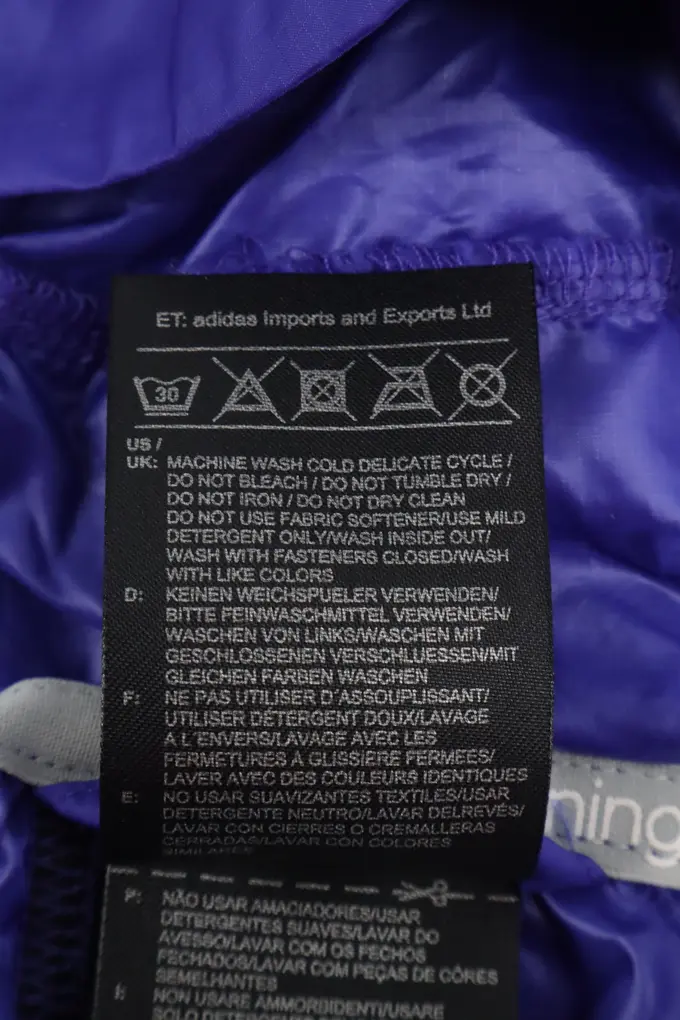 ET: adidas Imports and Exports Ltd
30
US /
UK: MACHINE WASH COLD DELICATE CYCLE /
DO NOT BLEACH / DO NOT TUMBLE DRY /
DO NOT IRON / DO NOT DRY CLEAN
DO NOT USE FABRIC SOFTENER/USE MILD
DETERGENT ONLY/WASH INSIDE OUT/
WASH WITH FASTENERS CLOSED/WASH
WITH LIKE COLORS
D: KEINEN WEICHSPUELER VERWENDEN/
BITTE FEINWASCHMITTEL VERWENDEN/
WASCHEN VON LINKS/WASCHEN MIT
GESCHLOSSENEN VERSCHLUESSEN/MIT
GLEICHEN FARBEN WASCHEN
F: NE PAS UTILISER D'ASSOUPLISSANT/
UTILISER DETERGENT DOUX/LAVAGE
A L'ENVERS/LAVAGE AVEC LES
FERMETURES A GLISSIERE FERMEES/
LAVER AVEC DES COULEURS IDENTIQUES
E: NO USAR SUAVIZANTES TEXTILES/USAR
DETERGENTE NEUTRO/LAVAR DELREVÉS/
LAVAR CON CIERRES O CREMALLERAS
CERRADAS/LAVAR CON COLORES
SIMILARES
ning
P: NÃO USAR AMACIADORES/USAR
DETERGENTES SUAVES/LAVAR DO
AVESSO/LAVAR COM OS FECHOS
FECHADOS/LAVAR COM PEÇAS DE CÔRES
SEMELHANTES
I: NON USARE AMMORBIDENTI/USARE
SOLO DETERGENTI